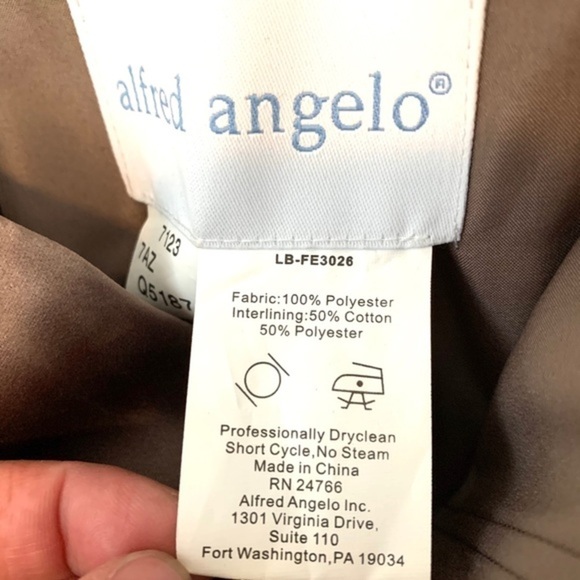 alfred angelo®
7123
7AZ
Q5187
LB-FE3026
Fabric:100% Polyester
Interlining:50% Cotton
50% Polyester
Professionally Dryclean
Short Cycle,No Steam
Made in China
RN 24766
Alfred Angelo Inc.
1301 Virginia Drive,
Suite 110
Fort Washington,PA 19034